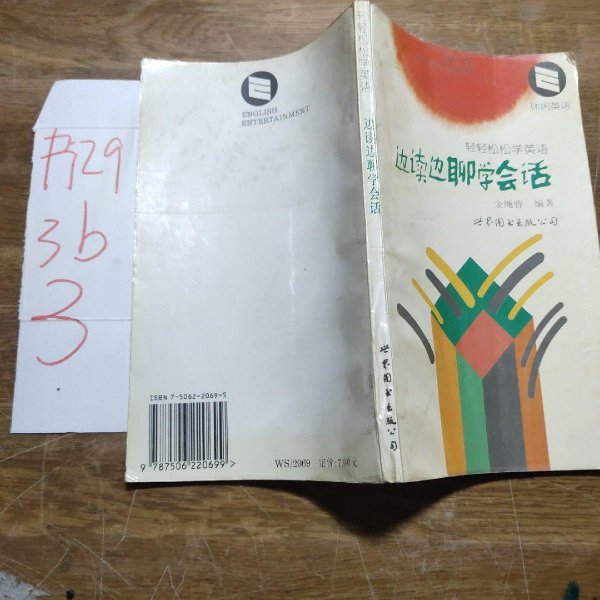 书29
3b
3
ENGLISH
ENTERTAINMENT
ISBN 7-5062-2069-5
9 787506 220699 >
WS/2069 定价:7.00元
轻轻松松学英语
边读边聊学会话
世界图书出版公司
休闲英语
轻轻松松学英语
边读边聊学会话
金绳曾 编著
世界图书出版公司